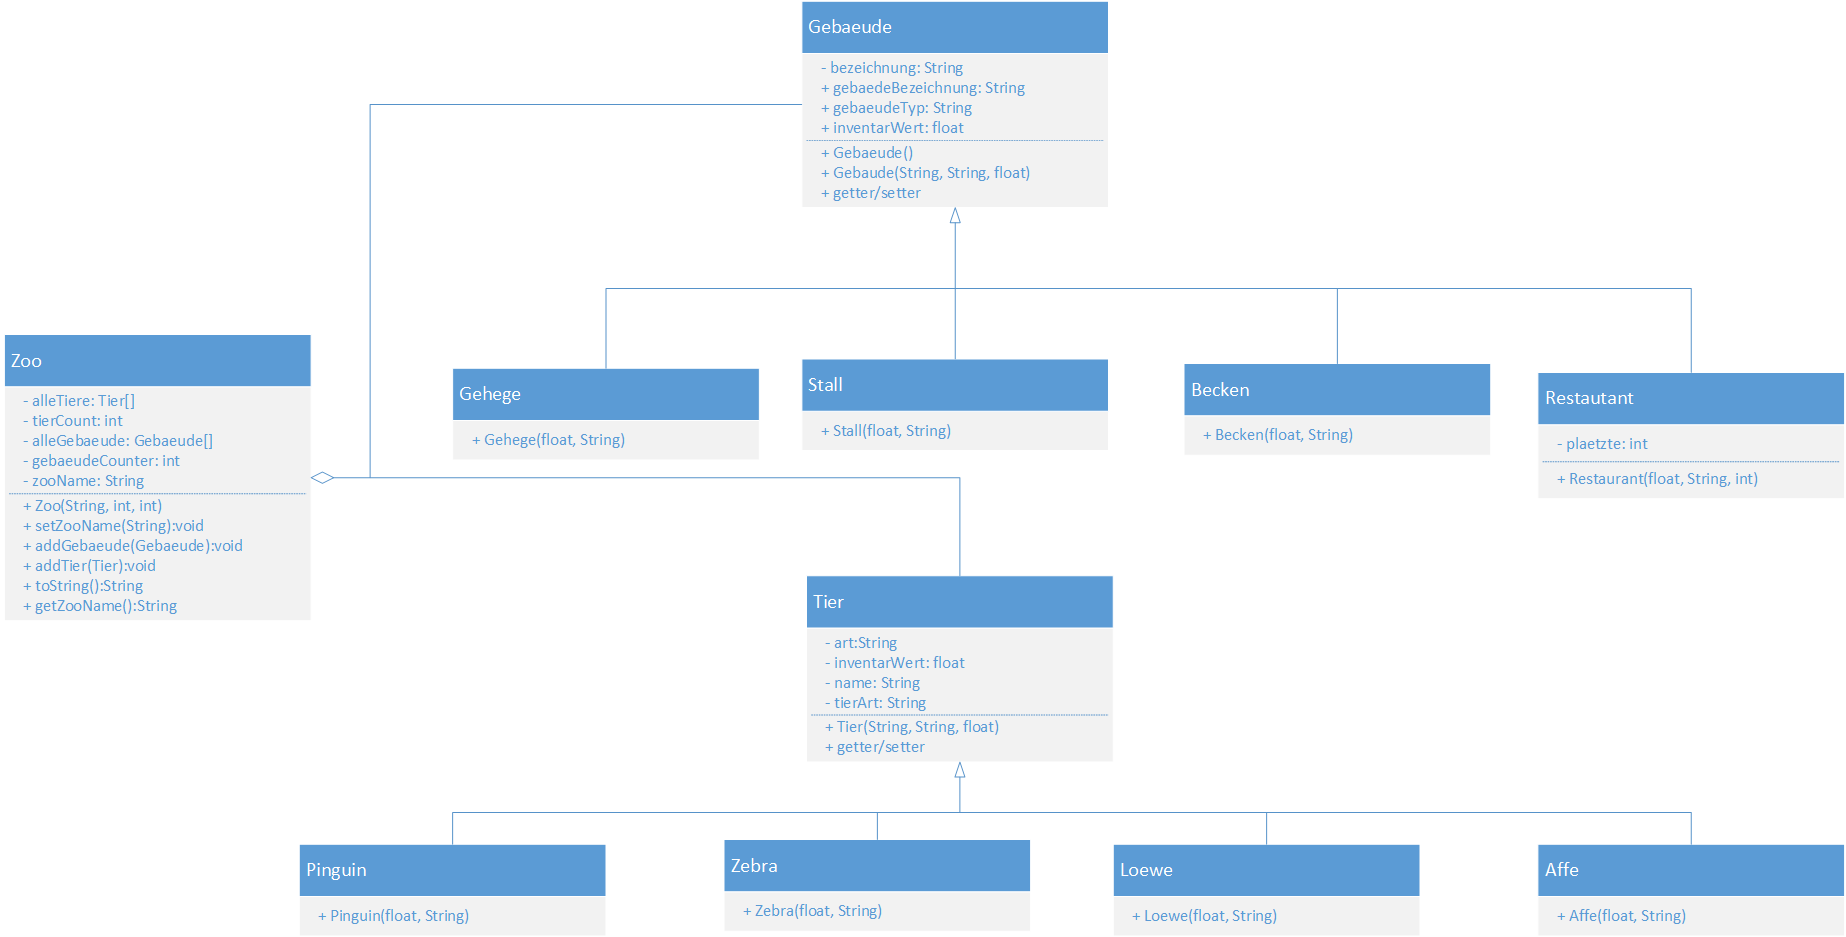 Gebaeude
- bezeichnung: String
+ gebaedeBezeichnung: String
+ gebaeudeTyp: String
+ inventarWert: float
+ Gebaeude()
+ Gebaude(String, String, float)
+ getter/setter
Zoo
- alleTiere: Tier[]
- tierCount: int
- alleGebaeude: Gebaeude[]
- gebaeudeCounter: int
- zooName: String
+ Zoo(String, int, int)
+ setZooName(String):void
+ addGebaeude(Gebaeude):void
+ addTier(Tier):void
+ toString():String
+ getZooName():String
Gehege
+ Gehege(float, String)
Stall
+ Stall(float, String)
Becken
+ Becken(float, String)
Restautant
- plaetzte: int
+ Restaurant(float, String, int)
Tier
- art:String
- inventarWert: float
- name: String
- tierArt: String
+ Tier(String, String, float)
+ getter/setter
Pinguin
+ Pinguin(float, String)
Zebra
+ Zebra(float, String)
Loewe
+ Loewe(float, String)
Affe
+ Affe(float, String)